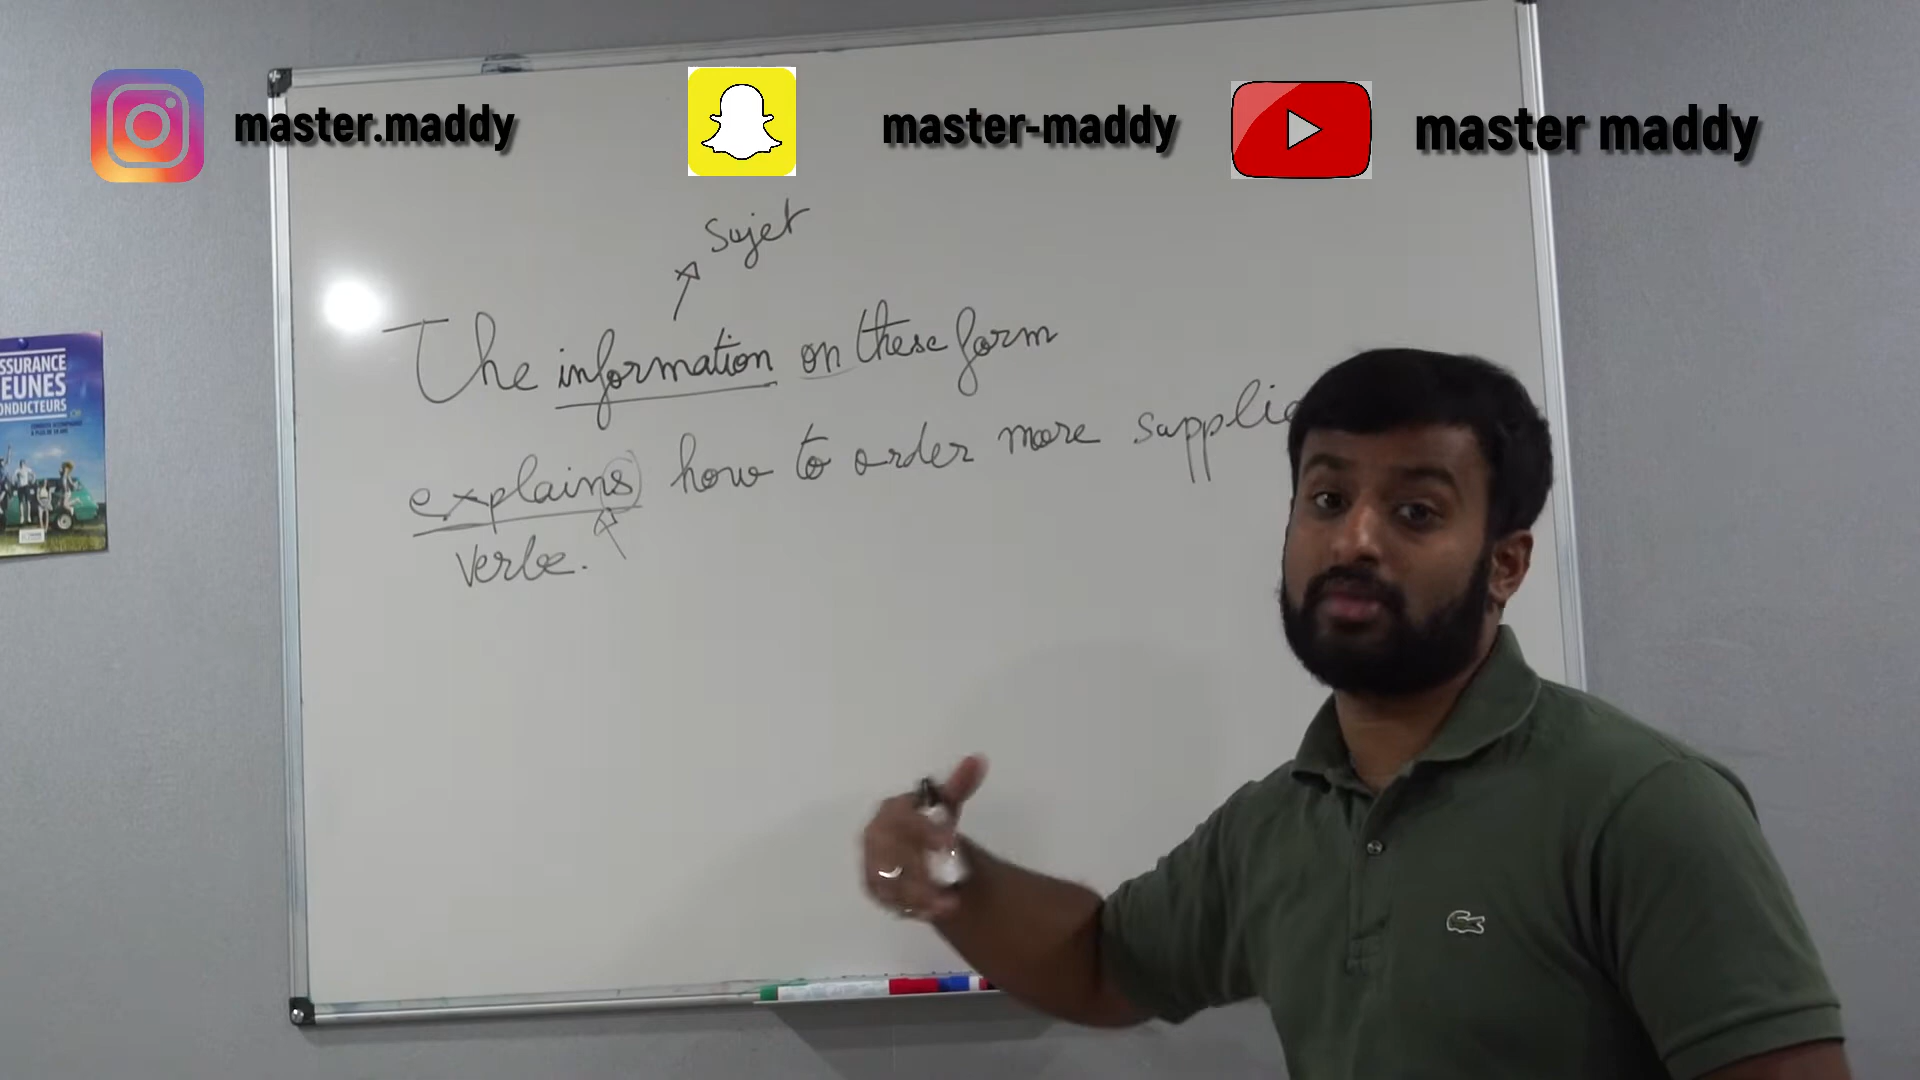 master.maddy
master-maddy
master maddy
Sujet
The information on these form
explains how to order more supplie
Verbe.
SSURANCE
EUNES
ONDUCTEURS